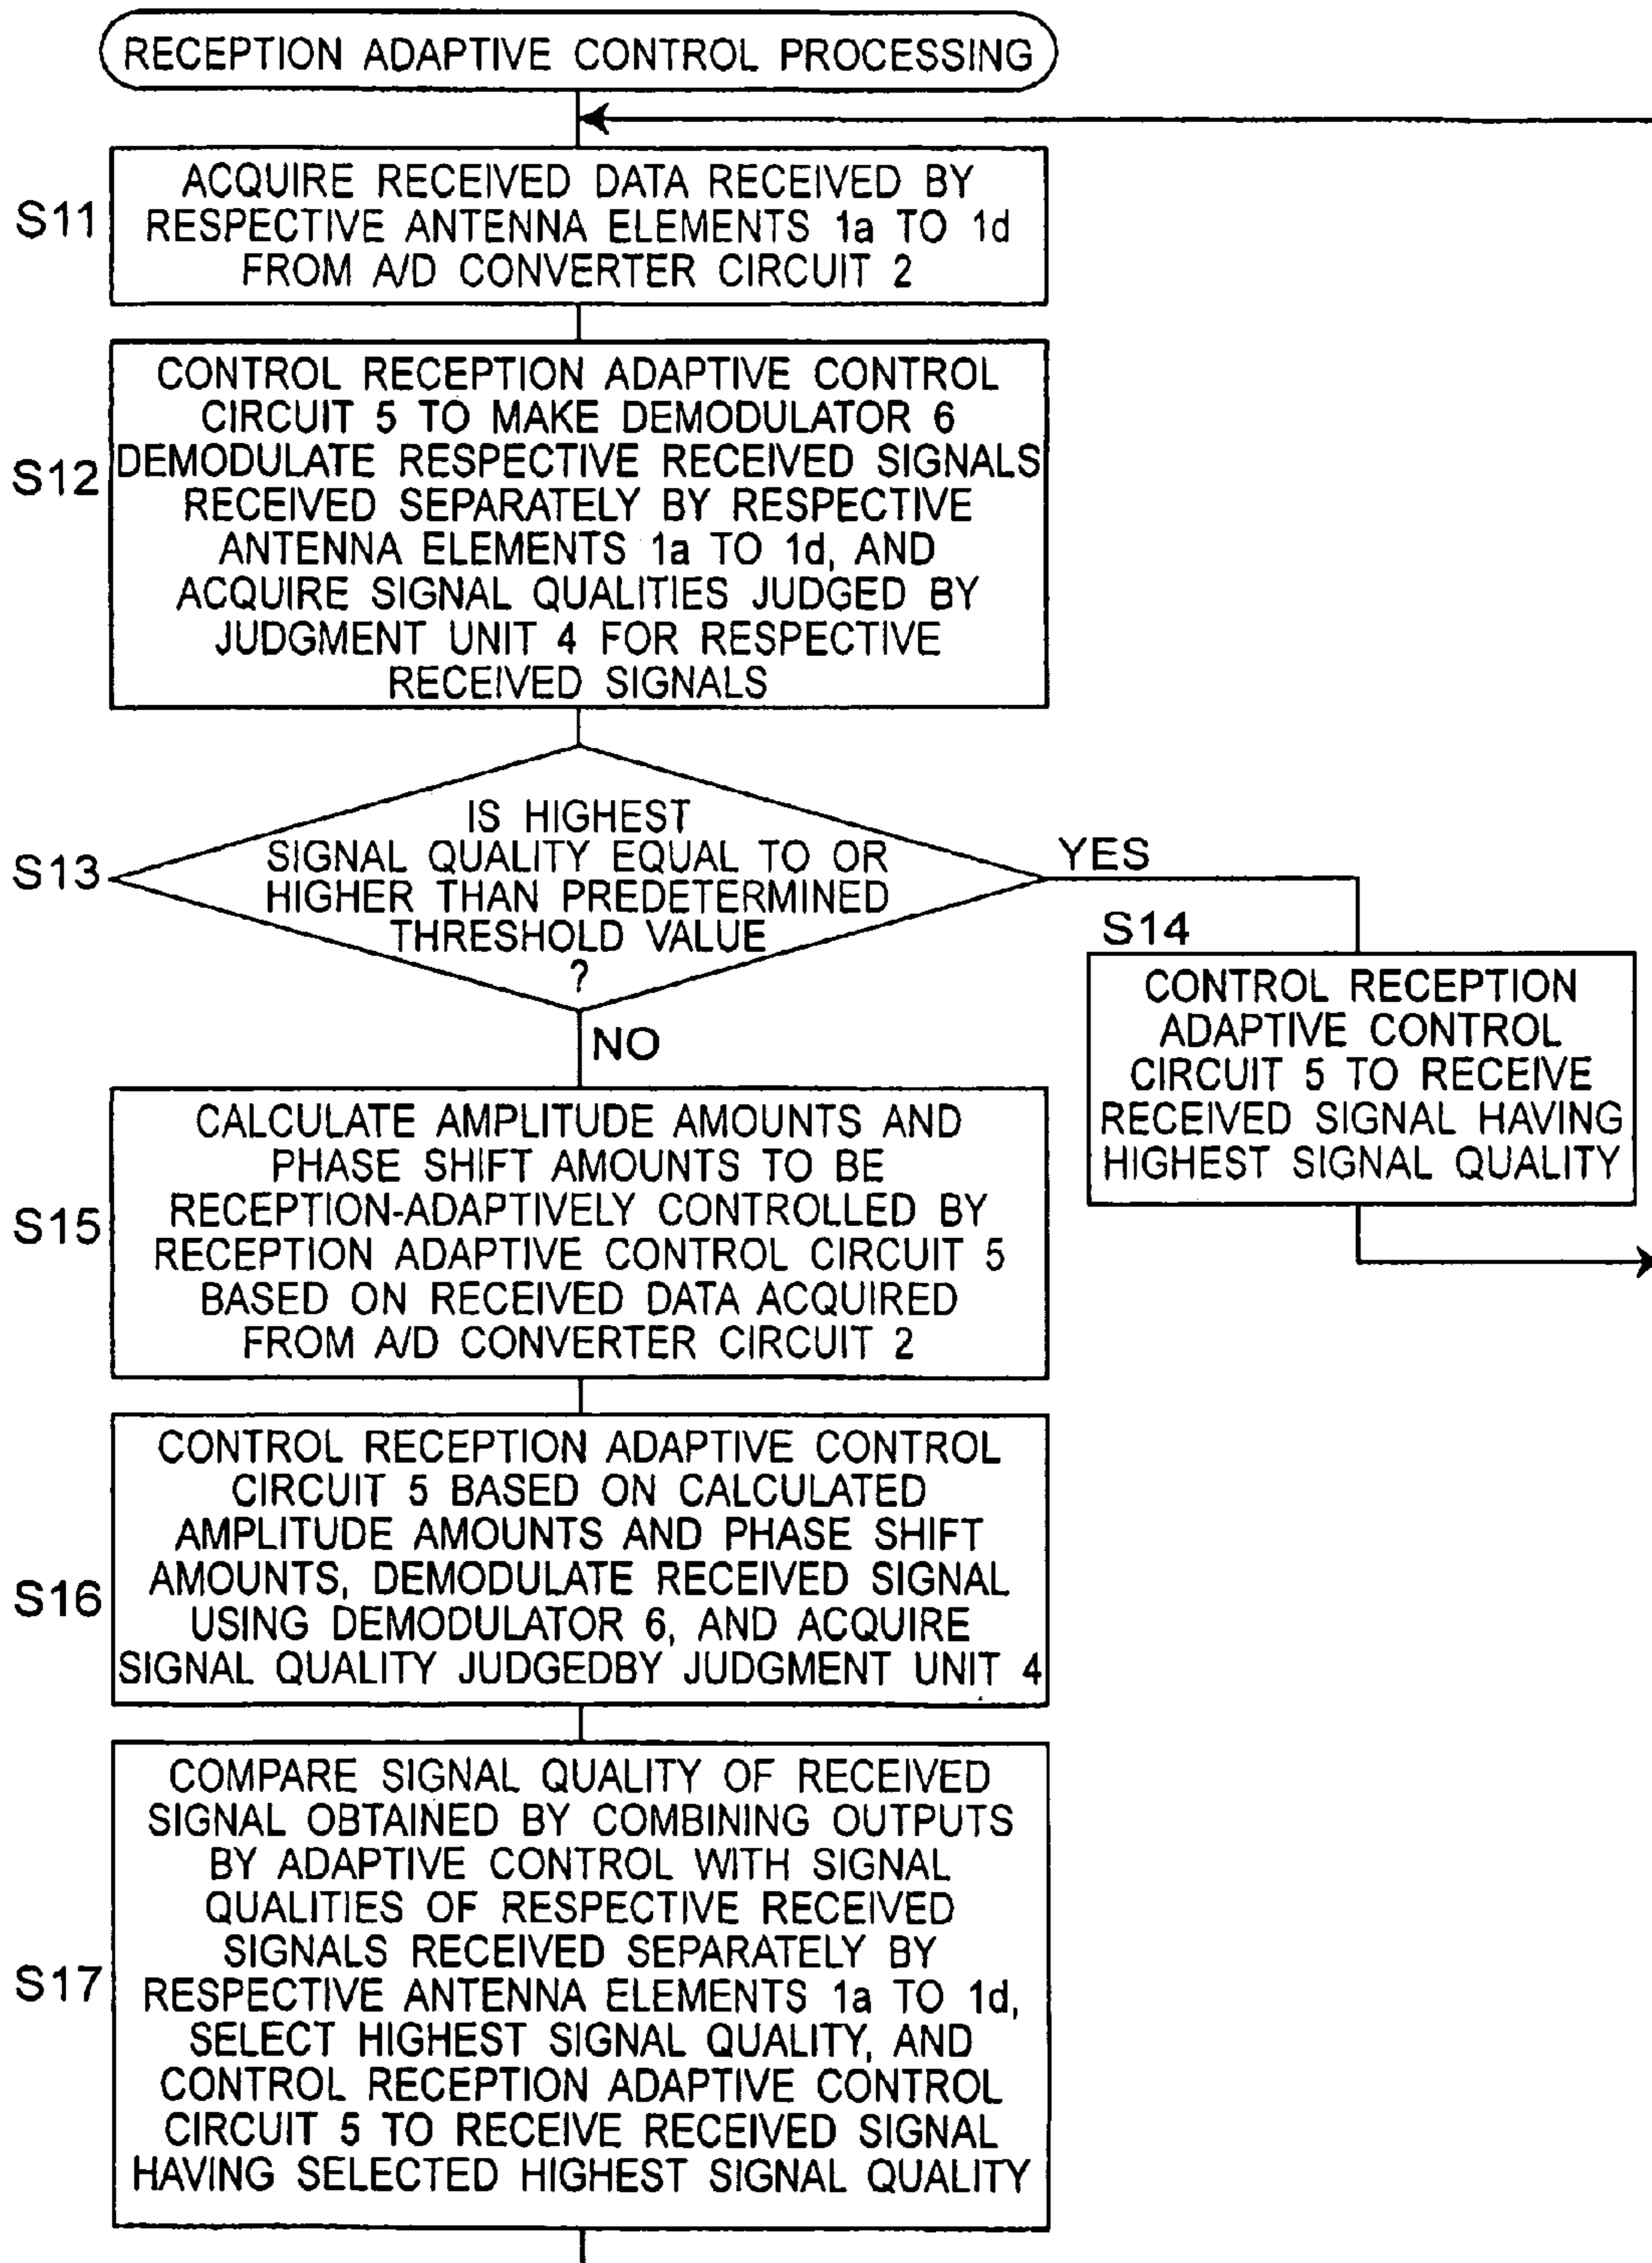 RECEPTION ADAPTIVE CONTROL PROCESSING
S11
ACQUIRE RECEIVED DATA RECEIVED BY
RESPECTIVE ANTENNA ELEMENTS 1a TO 1d
FROM A/D CONVERTER CIRCUIT 2
S12
CONTROL RECEPTION ADAPTIVE CONTROL
CIRCUIT 5 TO MAKE DEMODULATOR 6
DEMODULATE RESPECTIVE RECEIVED SIGNALS
RECEIVED SEPARATELY BY RESPECTIVE
ANTENNA ELEMENTS 1a TO 1d, AND
ACQUIRE SIGNAL QUALITIES JUDGED BY
JUDGMENT UNIT 4 FOR RESPECTIVE
RECEIVED SIGNALS
S13
IS HIGHEST
SIGNAL QUALITY EQUAL TO OR
HIGHER THAN PREDETERMINED
THRESHOLD VALUE
?
YES
S14
CONTROL RECEPTION
ADAPTIVE CONTROL
CIRCUIT 5 TO RECEIVE
RECEIVED SIGNAL HAVING
HIGHEST SIGNAL QUALITY
NO
S15
CALCULATE AMPLITUDE AMOUNTS AND
PHASE SHIFT AMOUNTS TO BE
RECEPTION-ADAPTIVELY CONTROLLED BY
RECEPTION ADAPTIVE CONTROL CIRCUIT 5
BASED ON RECEIVED DATA ACQUIRED
FROM A/D CONVERTER CIRCUIT 2
S16
CONTROL RECEPTION ADAPTIVE CONTROL
CIRCUIT 5 BASED ON CALCULATED
AMPLITUDE AMOUNTS AND PHASE SHIFT
AMOUNTS, DEMODULATE RECEIVED SIGNAL
USING DEMODULATOR 6, AND ACQUIRE
SIGNAL QUALITY JUDGEDBY JUDGMENT UNIT 4
S17
COMPARE SIGNAL QUALITY OF RECEIVED
SIGNAL OBTAINED BY COMBINING OUTPUTS
BY ADAPTIVE CONTROL WITH SIGNAL
QUALITIES OF RESPECTIVE RECEIVED
SIGNALS RECEIVED SEPARATELY BY
RESPECTIVE ANTENNA ELEMENTS 1a TO 1d,
SELECT HIGHEST SIGNAL QUALITY, AND
CONTROL RECEPTION ADAPTIVE CONTROL
CIRCUIT 5 TO RECEIVE RECEIVED SIGNAL
HAVING SELECTED HIGHEST SIGNAL QUALITY